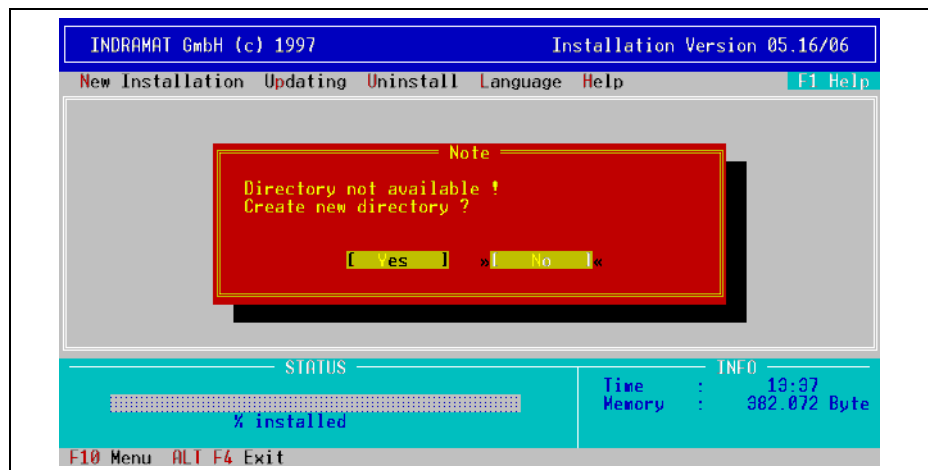 INDRAMAT GmbH (c) 1997 Installation Version 05.16/06
New Installation Updating Uninstall Language Help F1 Help
Note
Directory not available !
Create new directory ?
[ Yes ] »[ No ]«
STATUS INFO
Time : 13:37
Memory : 382.072 Byte
% installed
F10 Menu ALT F4 Exit